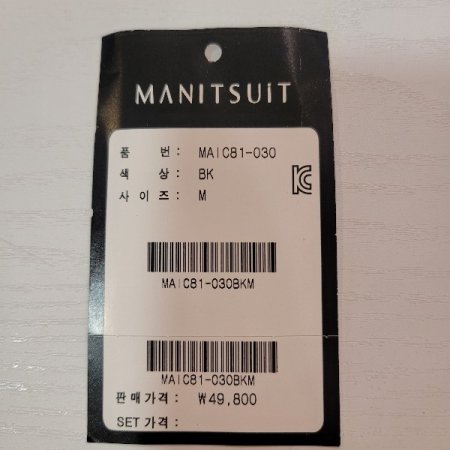 MANITSUIT
품 번 : MAIC81-030
색 상 : BK
사 이 즈 : M
MAIC81-030BKM
MAIC81-030BKM
판매가격 : ₩49,800
SET 가격 :